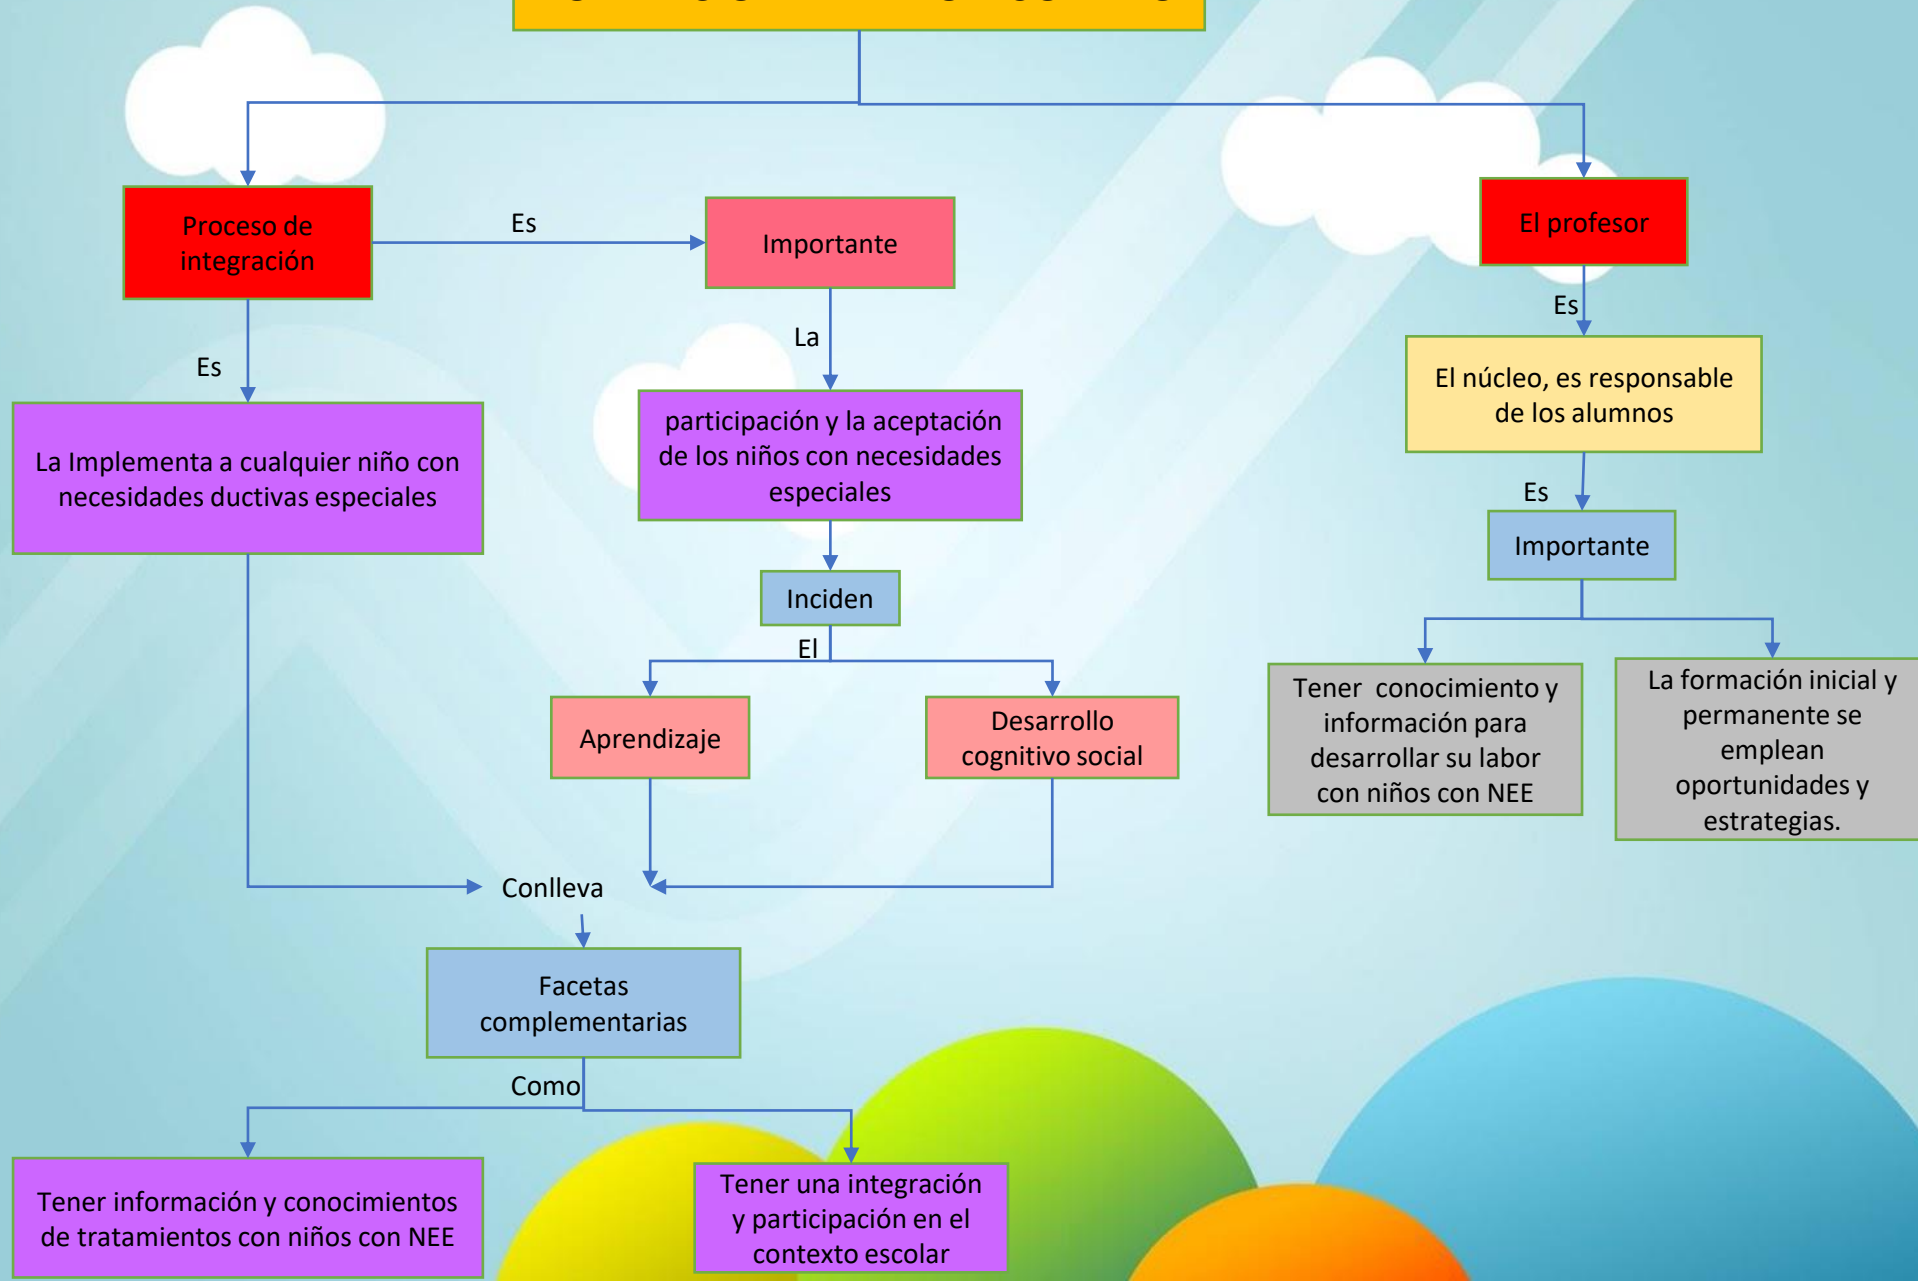 Proceso de
integración
Es
Importante
El profesor
Es
La
Es
El núcleo, es responsable
de los alumnos
participación y la aceptación
de los niños con necesidades
especiales
La Implementa a cualquier niño con
necesidades ductivas especiales
Es
Importante
Inciden
El
Aprendizaje
Desarrollo
cognitivo social
Tener conocimiento y
información para
desarrollar su labor
con niños con NEE
La formación inicial y
permanente se
emplean
oportunidades y
estrategias.
Conlleva
Facetas
complementarias
Como
Tener información y conocimientos
de tratamientos con niños con NEE
Tener una integración
y participación en el
contexto escolar